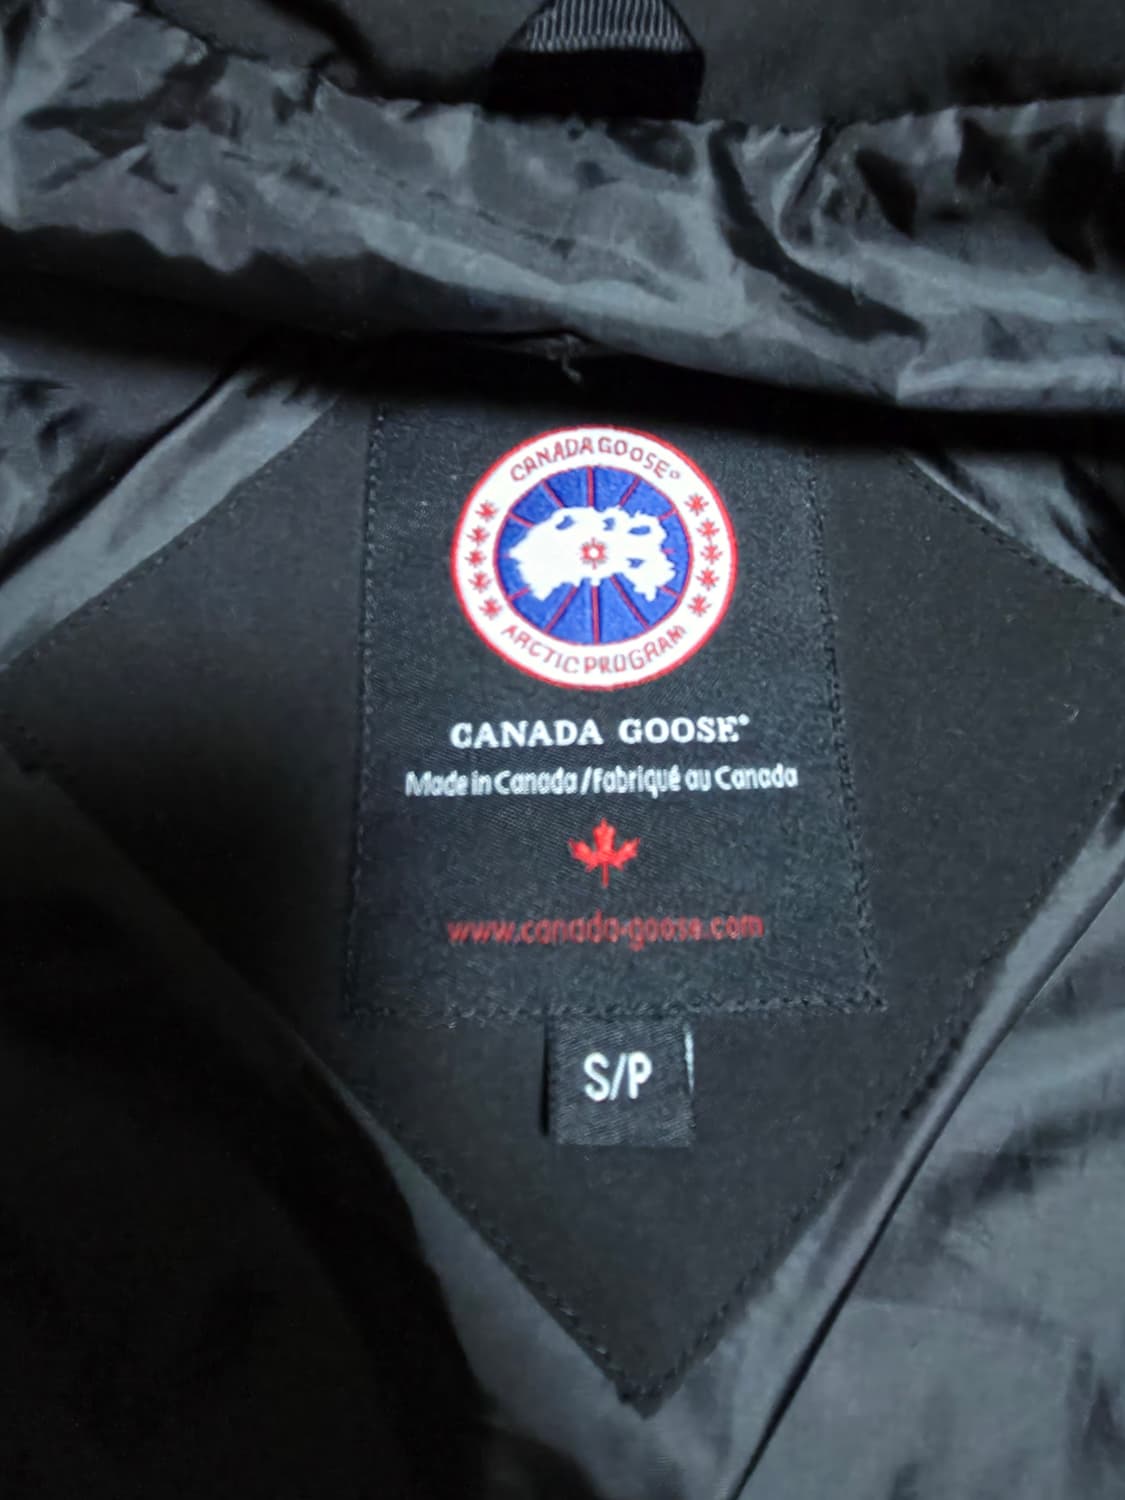 CANADA GOOSE®
ARCTIC PROGRAM
CANADA GOOSE®
Made in Canada / Fabriqué au Canada
www.canada-goose.com
S/P